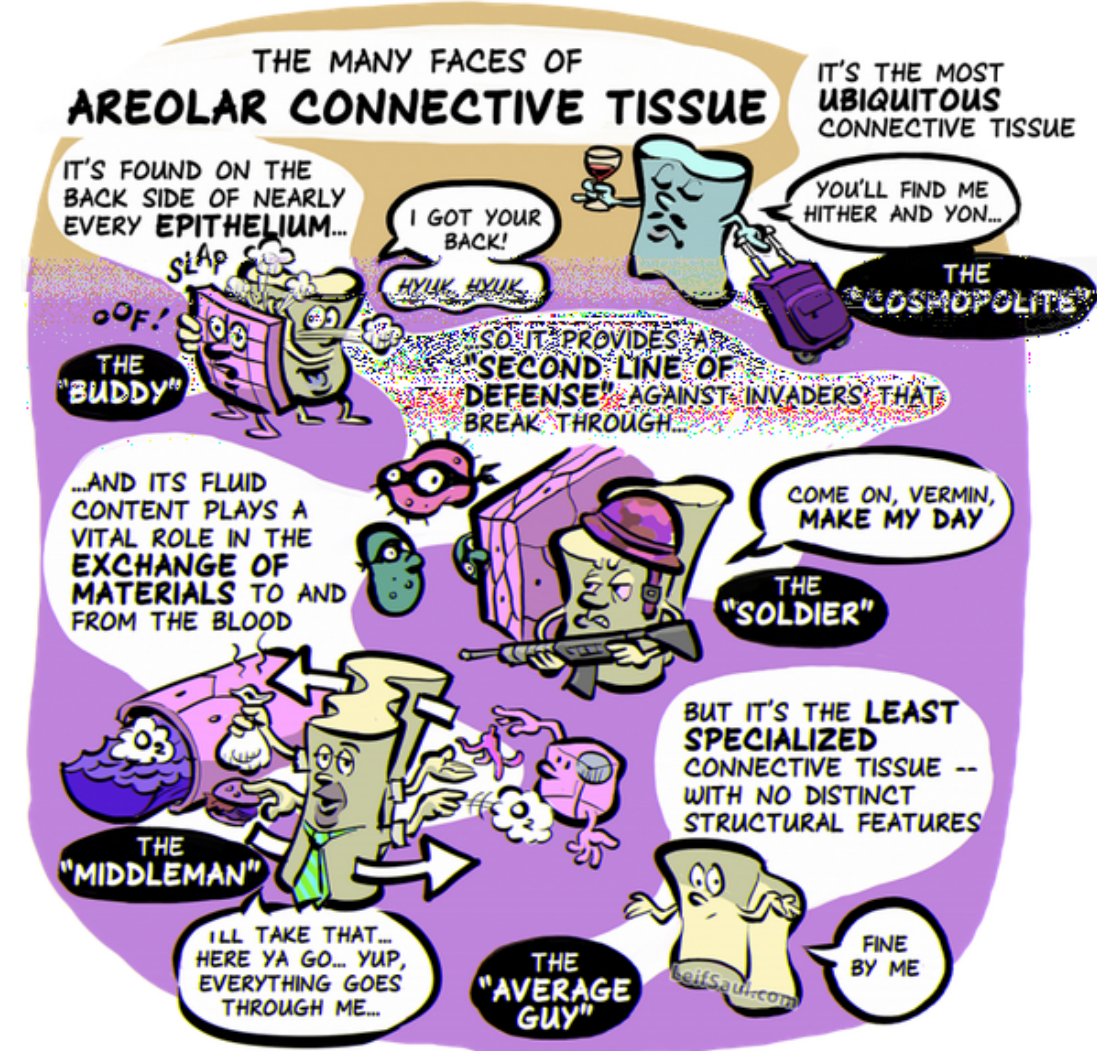 THE MANY FACES OF
AREOLAR CONNECTIVE TISSUE
IT'S THE MOST
UBIQUITOUS
CONNECTIVE TISSUE
YOU'LL FIND ME
HITHER AND YON...
THE
"COSMOPOLITE"
IT'S FOUND ON THE
BACK SIDE OF NEARLY
EVERY EPITHELIUM...
SLAP
OOF!
I GOT YOUR
BACK!
HYUK HYUK
THE
"BUDDY"
...SO IT PROVIDES A
"SECOND LINE OF
DEFENSE" AGAINST INVADERS THAT
BREAK THROUGH...
COME ON, VERMIN,
MAKE MY DAY
THE
"SOLDIER"
...AND ITS FLUID
CONTENT PLAYS A
VITAL ROLE IN THE
EXCHANGE OF
MATERIALS TO AND
FROM THE BLOOD
O2
O2
THE
"MIDDLEMAN"
I'LL TAKE THAT...
HERE YA GO... YUP,
EVERYTHING GOES
THROUGH ME...
BUT IT'S THE LEAST
SPECIALIZED
CONNECTIVE TISSUE --
WITH NO DISTINCT
STRUCTURAL FEATURES
FINE
BY ME
THE
"AVERAGE
GUY"
LeifSaul.com